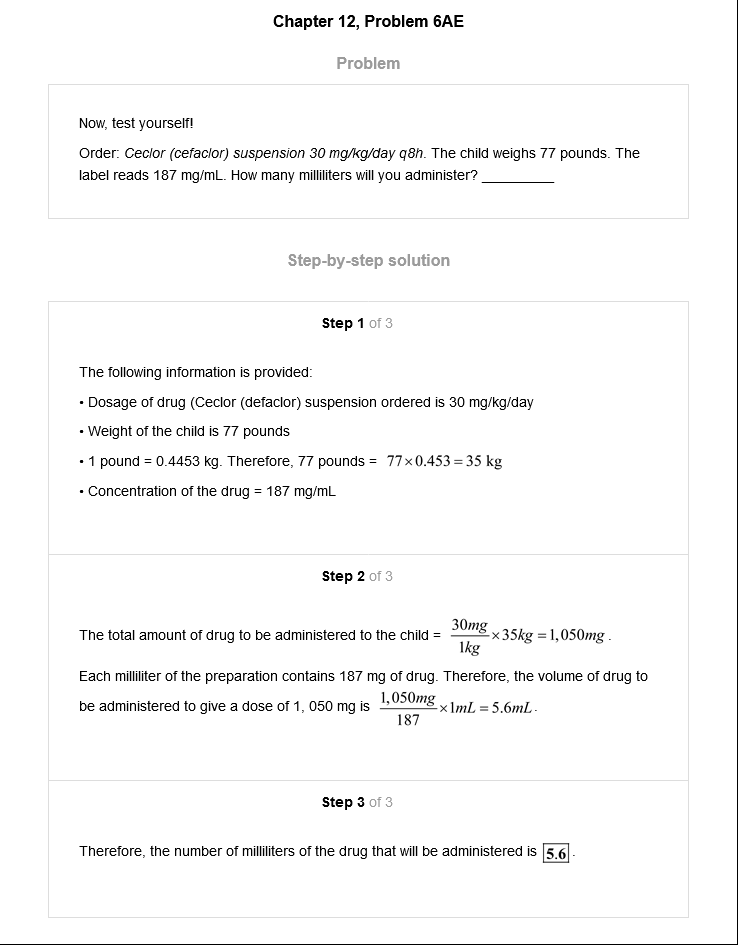 Chapter 12, Problem 6AE
Problem
Now, test yourself!
Order: Ceclor (cefaclor) suspension 30 mg/kg/day q8h. The child weighs 77 pounds. The
label reads 187 mg/mL. How many milliliters will you administer? __________
Step-by-step solution
Step 1 of 3
The following information is provided:
• Dosage of drug (Ceclor (defaclor) suspension ordered is 30 mg/kg/day
• Weight of the child is 77 pounds
• 1 pound = 0.4453 kg. Therefore, 77 pounds = 77×0.453=35 kg
• Concentration of the drug = 187 mg/mL
Step 2 of 3
The total amount of drug to be administered to the child = 30mg/1kg ×35kg =1,050mg .
Each milliliter of the preparation contains 187 mg of drug. Therefore, the volume of drug to
be administered to give a dose of 1, 050 mg is 1,050mg/187 ×1mL =5.6mL.
Step 3 of 3
Therefore, the number of milliliters of the drug that will be administered is 5.6 .